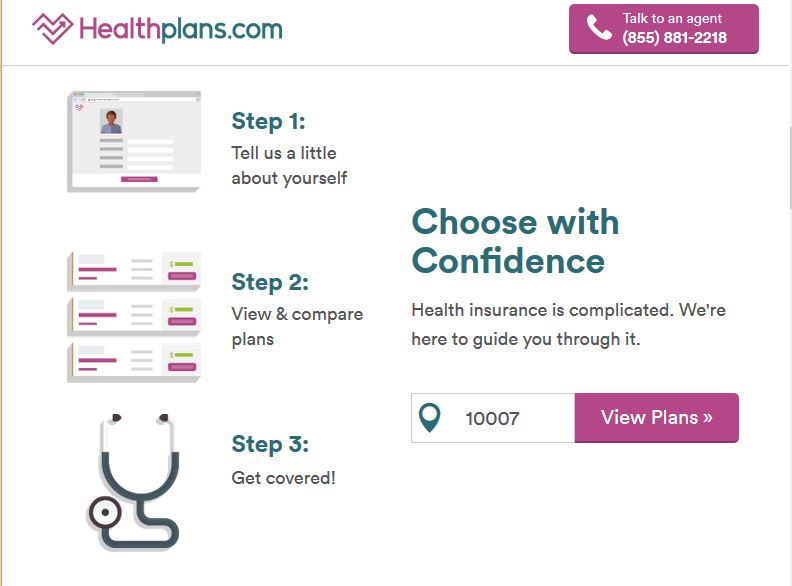 Healthplans.com
Talk to an agent
(855) 881-2218
Step 1:
Tell us a little
about yourself
Step 2:
View & compare
plans
Step 3:
Get covered!
Choose with
Confidence
Health insurance is complicated. We're
here to guide you through it.
10007
View Plans »